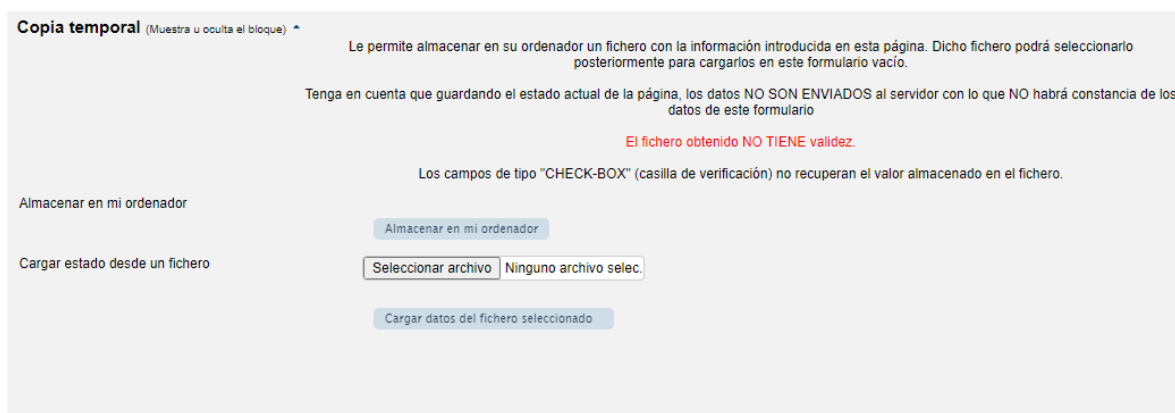 Copia temporal (Muestra u oculta el bloque)
Le permite almacenar en su ordenador un fichero con la información introducida en esta página. Dicho fichero podrá seleccionarlo
posteriormente para cargarlos en este formulario vacío.
Tenga en cuenta que guardando el estado actual de la página, los datos NO SON ENVIADOS al servidor con lo que NO habrá constancia de los
datos de este formulario
El fichero obtenido NO TIENE validez.
Los campos de tipo "CHECK-BOX" (casilla de verificación) no recuperan el valor almacenado en el fichero.
Almacenar en mi ordenador
Almacenar en mi ordenador
Cargar estado desde un fichero
Seleccionar archivo Ninguno archivo selec.
Cargar datos del fichero seleccionado